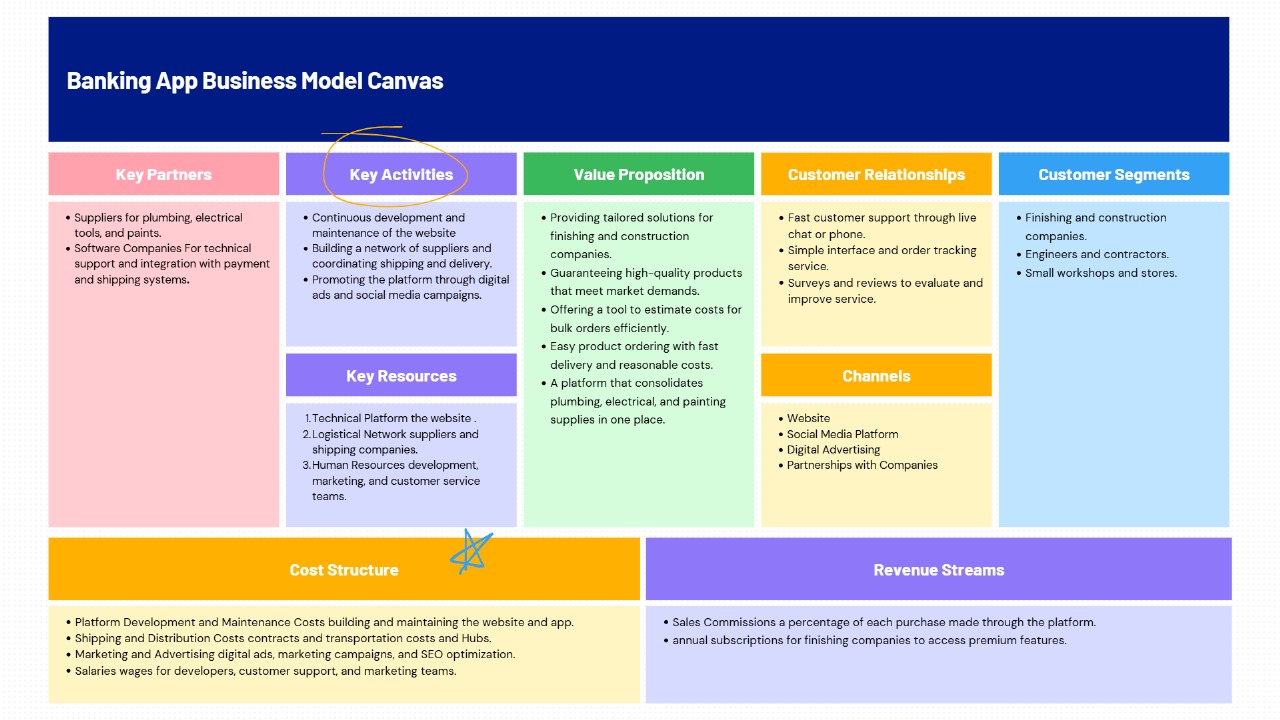 Banking App Business Model Canvas
Key Partners
• Suppliers for plumbing, electrical
tools, and paints.
• Software Companies For technical
support and integration with payment
and shipping systems.
Key Activities
• Continuous development and
maintenance of the website
• Building a network of suppliers and
coordinating shipping and delivery.
• Promoting the platform through digital
ads and social media campaigns.
Key Resources
1.Technical Platform the website .
2.Logistical Network suppliers and
shipping companies.
3.Human Resources development,
marketing, and customer service
teams.
Value Proposition
• Providing tailored solutions for
finishing and construction
companies.
• Guaranteeing high-quality products
that meet market demands.
• Offering a tool to estimate costs for
bulk orders efficiently.
• Easy product ordering with fast
delivery and reasonable costs.
• A platform that consolidates
plumbing, electrical, and painting
supplies in one place.
Customer Relationships
• Fast customer support through live
chat or phone.
• Simple interface and order tracking
service.
• Surveys and reviews to evaluate and
improve service.
Channels
• Website
• Social Media Platform
• Digital Advertising
• Partnerships with Companies
Customer Segments
• Finishing and construction
companies.
• Engineers and contractors.
• Small workshops and stores.
Cost Structure
• Platform Development and Maintenance Costs building and maintaining the website and app.
• Shipping and Distribution Costs contracts and transportation costs and Hubs.
• Marketing and Advertising digital ads, marketing campaigns, and SEO optimization.
• Salaries wages for developers, customer support, and marketing teams.
Revenue Streams
• Sales Commissions a percentage of each purchase made through the platform.
• annual subscriptions for finishing companies to access premium features.